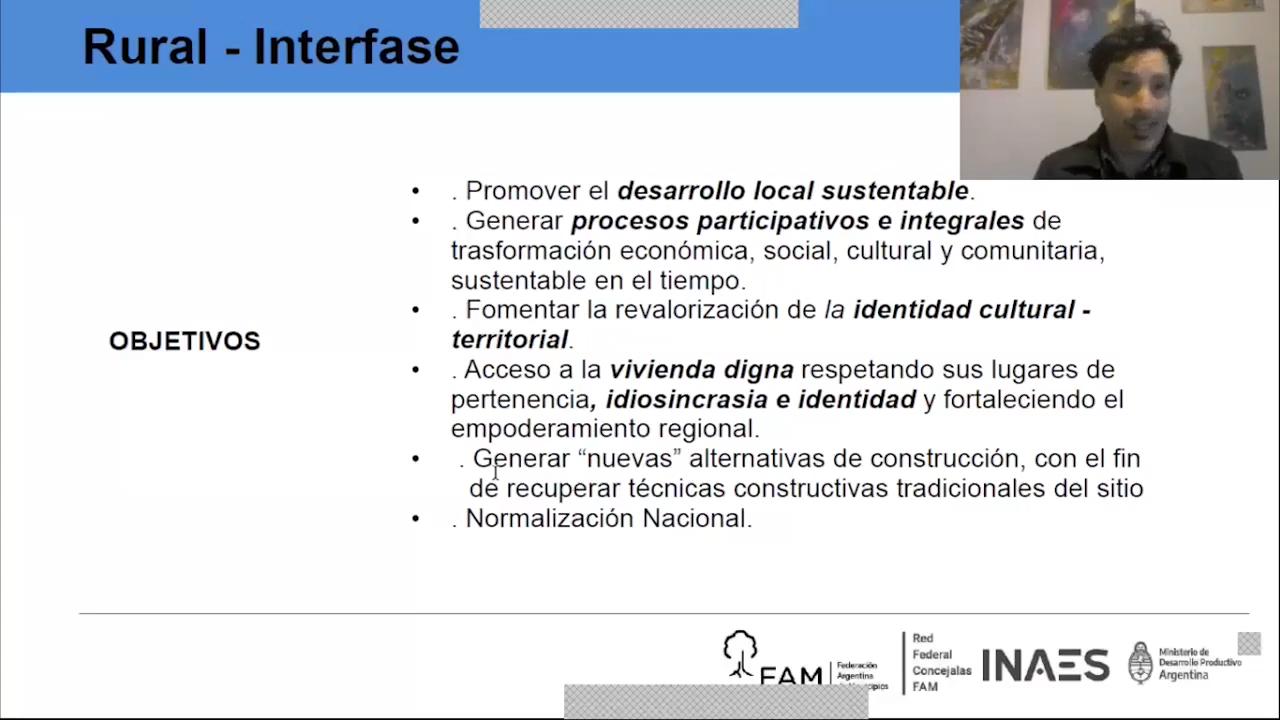 Rural - Interfase
OBJETIVOS
• . Promover el desarrollo local sustentable.
• . Generar procesos participativos e integrales de
trasformación económica, social, cultural y comunitaria,
sustentable en el tiempo.
• . Fomentar la revalorización de la identidad cultural -
territorial.
• . Acceso a la vivienda digna respetando sus lugares de
pertenencia, idiosincrasia e identidad y fortaleciendo el
empoderamiento regional.
• . Generar “nuevas” alternativas de construcción, con el fin
de recuperar técnicas constructivas tradicionales del sitio
• . Normalización Nacional.
FAM
Federación
Argentina
Red
Federal
Concejalas
FAM
INAES
Ministerio de
Desarrollo Productivo
Argentina